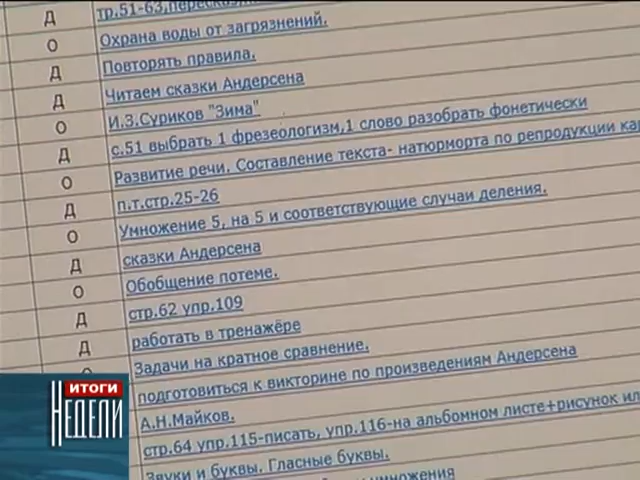 Д тр.51-63,
О Охрана воды от загрязнений.
Д Повторять правила.
Д Читаем сказки Андерсена
О И.З.Суриков "Зима"
Д с.51 выбрать 1 фрезеологизм,1 слово разобрать фонетически
О Развитие речи. Составление текста- натюрморта по репродукции
Д п.т.стр.25-26
О Умножение 5, на 5 и соответствующие случаи деления.
Д сказки Андерсена
О Обобщение потеме.
Д стр.62 упр.109
Д работать в тренажёре
Задачи на кратное сравнение.
подготовиться к викторине по произведениям Андерсена
А.Н.Майков.
стр.64 упр.115-писать, упр.116-на альбомном листе+рисунок
Звуки и буквы. Гласные буквы.
умножения
ИТОГИ
НЕДЕЛИ